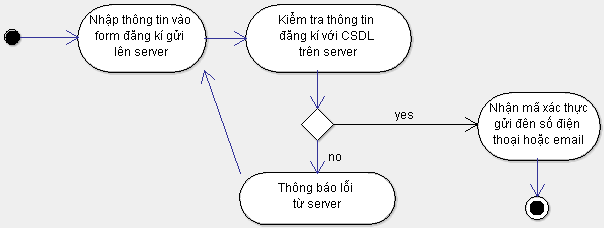 Nhập thông tin vào
form đăng kí gửi
lên server
Kiểm tra thông tin
đăng kí với CSDL
trên server
yes
Nhận mã xác thực
gửi đên số điện
thoại hoặc email
no
Thông báo lỗi
từ server